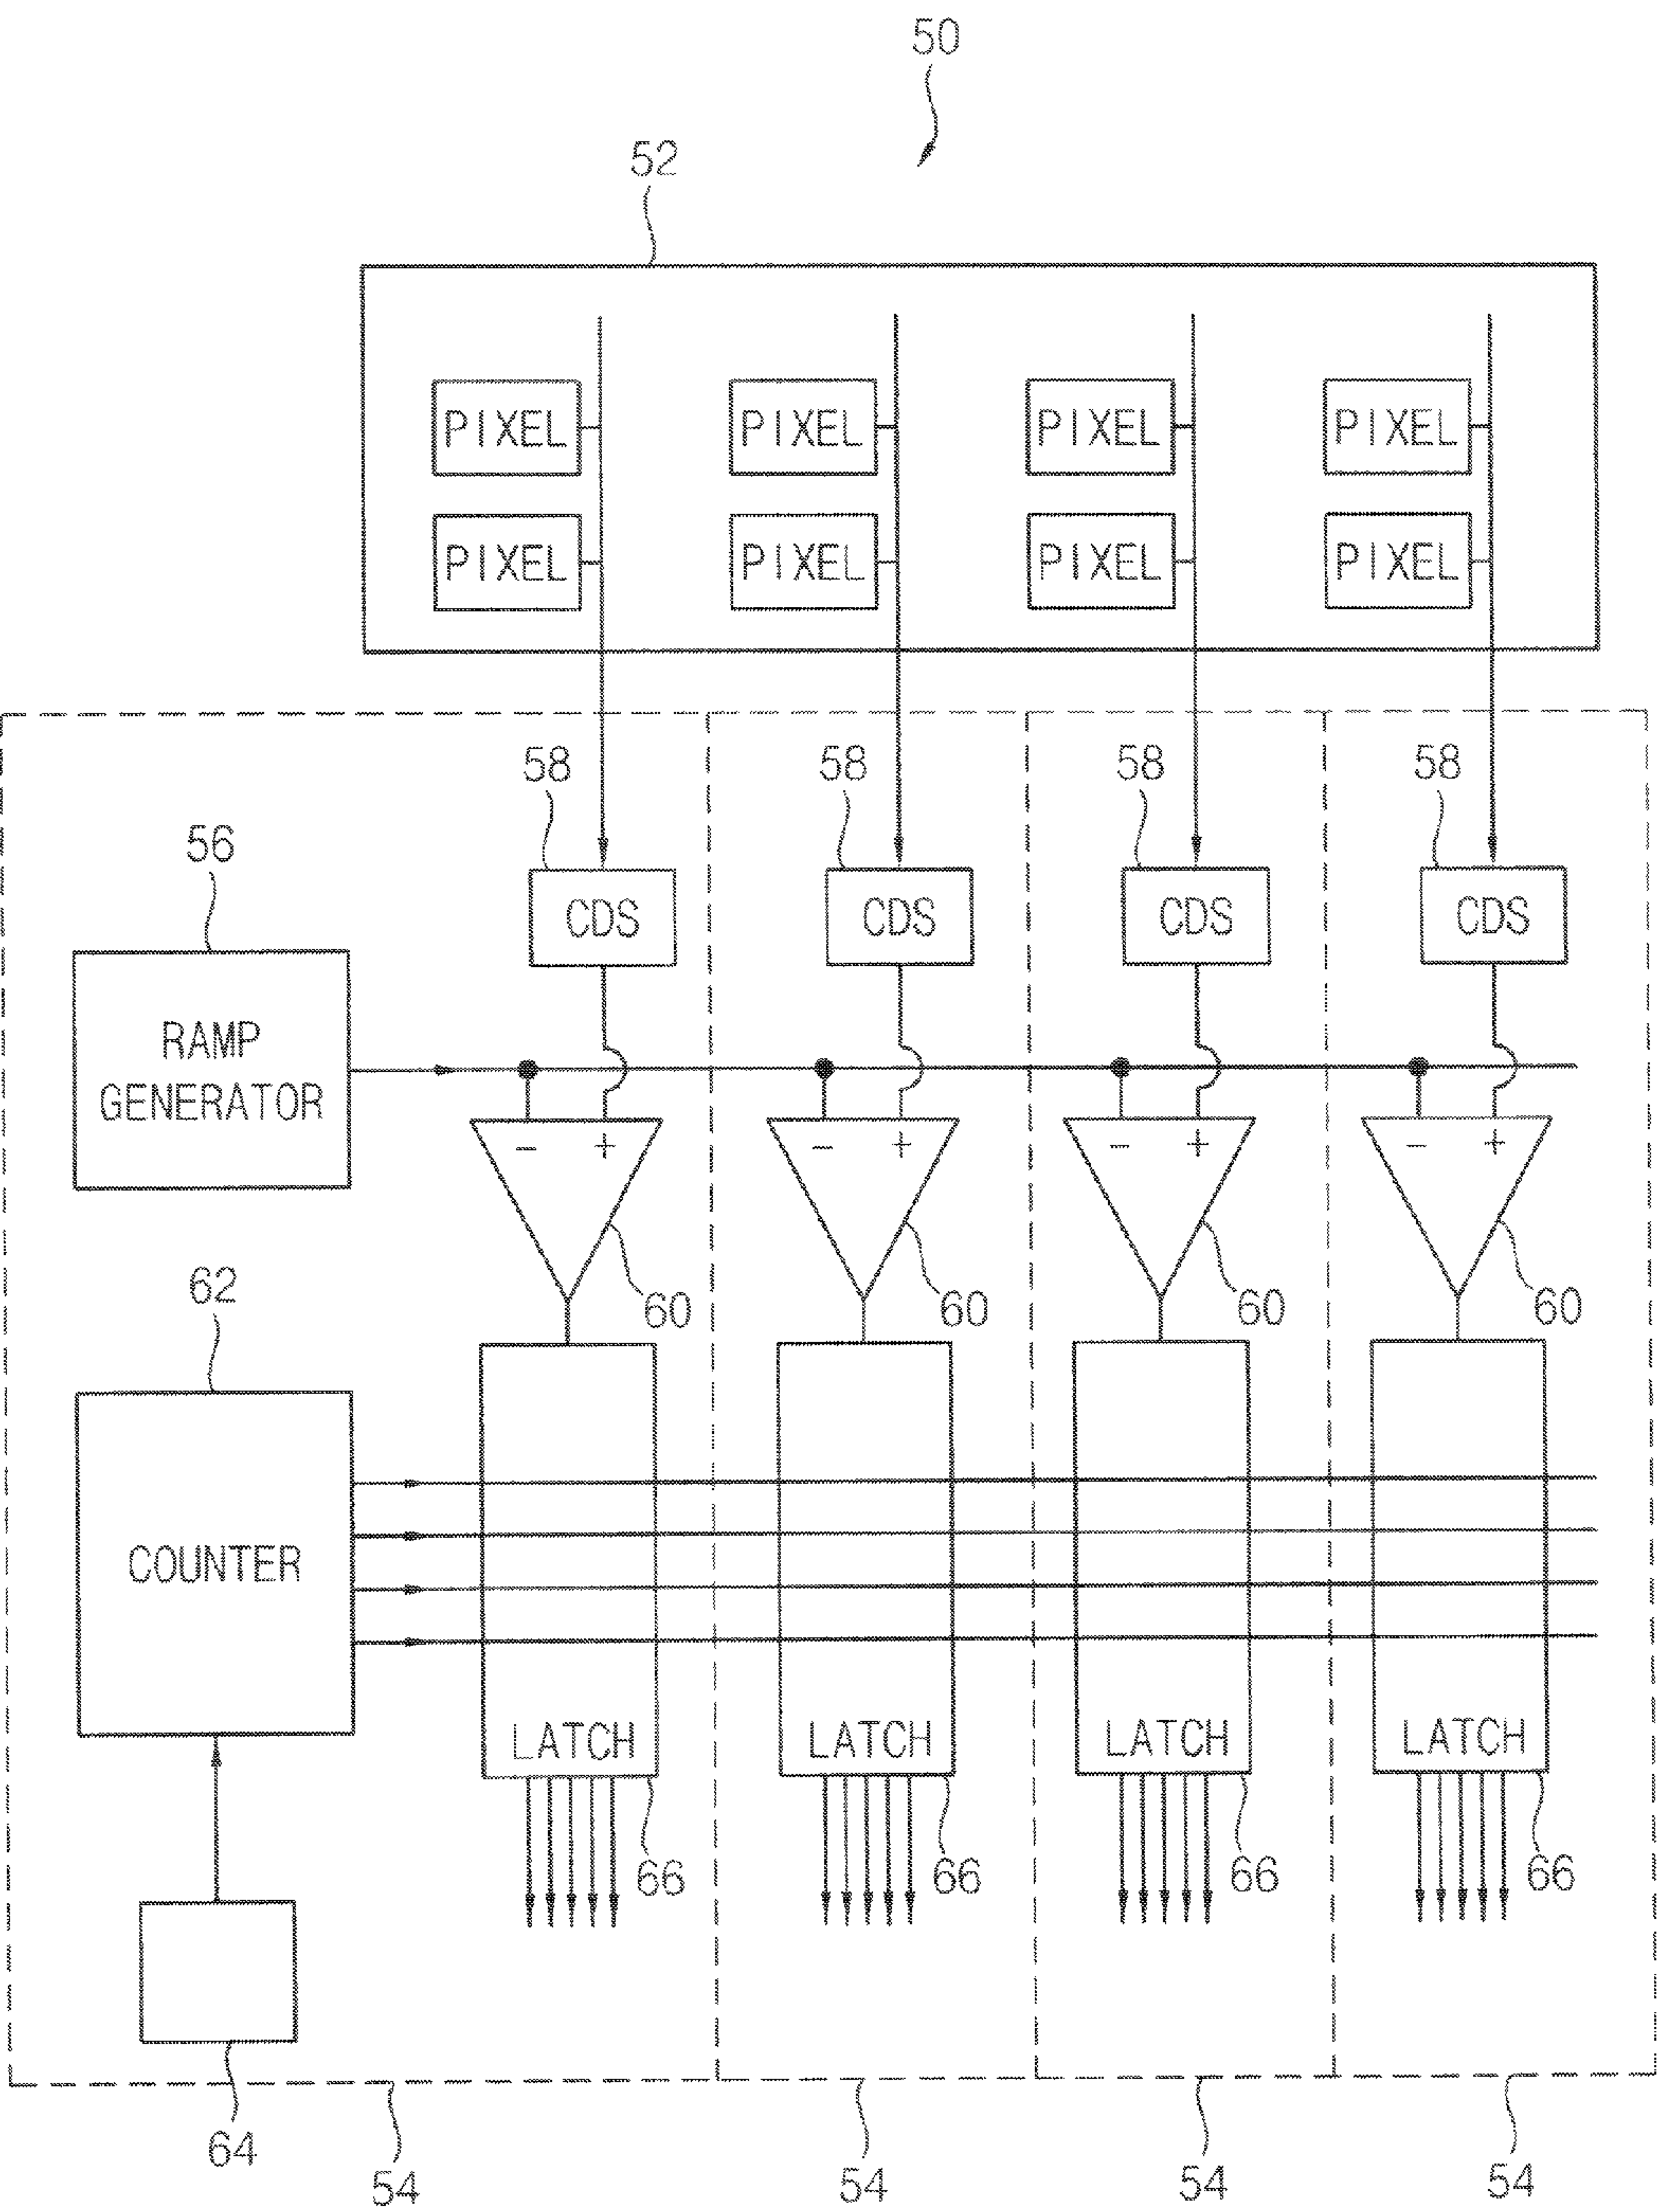 50
52
PIXEL PIXEL PIXEL PIXEL
PIXEL PIXEL PIXEL PIXEL
58 58 58 58
56
CDS CDS CDS CDS
RAMP
GENERATOR
− + − + − + − +
62
60 60 60 60
COUNTER
LATCH LATCH LATCH LATCH
66 66 66 66
64
54 54 54 54